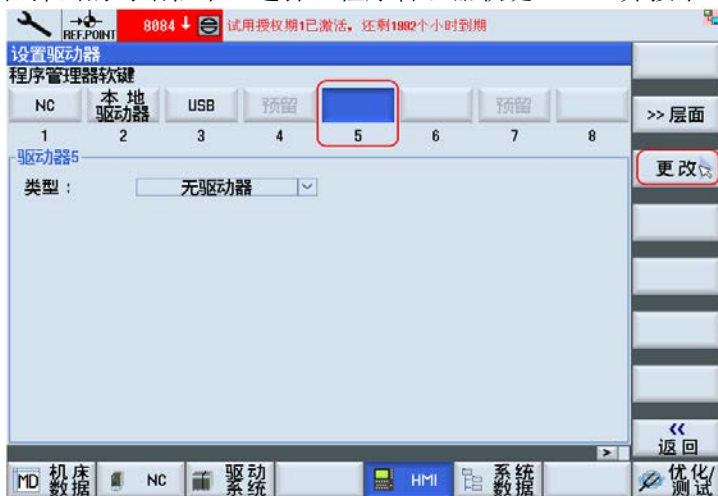 REF.POINT
8084
试用授权期1已激活，还剩1992个小时到期
设置驱动器
程序管理器软键
NC
本地
驱动器
USB
预留
预留
1 2 3 4 5 6 7 8
>> 层面
驱动器5
类型：
无驱动器
更改
<<
返回
MD 机床
数据
NC
驱动
系统
HMI
系统
数据
优化/
测试